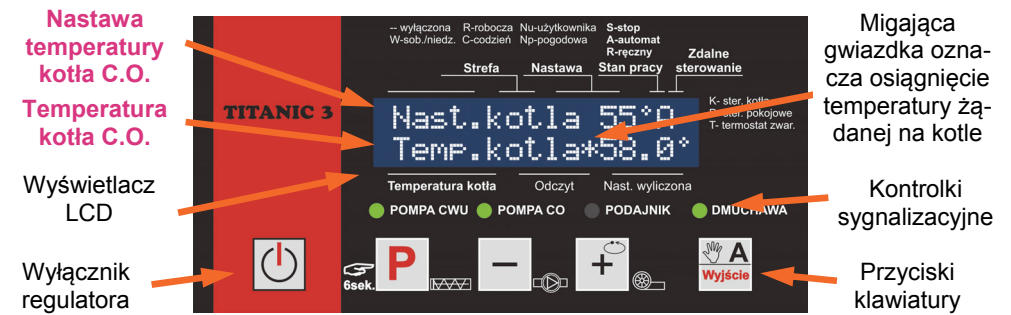 Nastawa
temperatury
kotła C.O.
Temperatura
kotła C.O.
Wyświetlacz
LCD
Wyłącznik
regulatora
-- wyłączona R-robocza Nu-użytkownika S-stop
W-sob./niedz. C-codzień Np-pogodowa A-automat
R-ręczny
Zdalne
Strefa Nastawa Stan pracy sterowanie
TITANIC 3
Nast.kotla 55°A
Temp.kotla*58.0°
K- ster. kotła
ster. pokojowe
T- termostat zwar.
Temperatura kotła Odczyt Nast. wyliczona
POMPA CWU POMPA CO PODAJNIK DMUCHAWA
6sek.
P
−
+
A
Wyjście
Migająca
gwiazdka ozna-
cza osiągnięcie
temperatury żą-
danej na kotle
Kontrolki
sygnalizacyjne
Przyciski
klawiatury